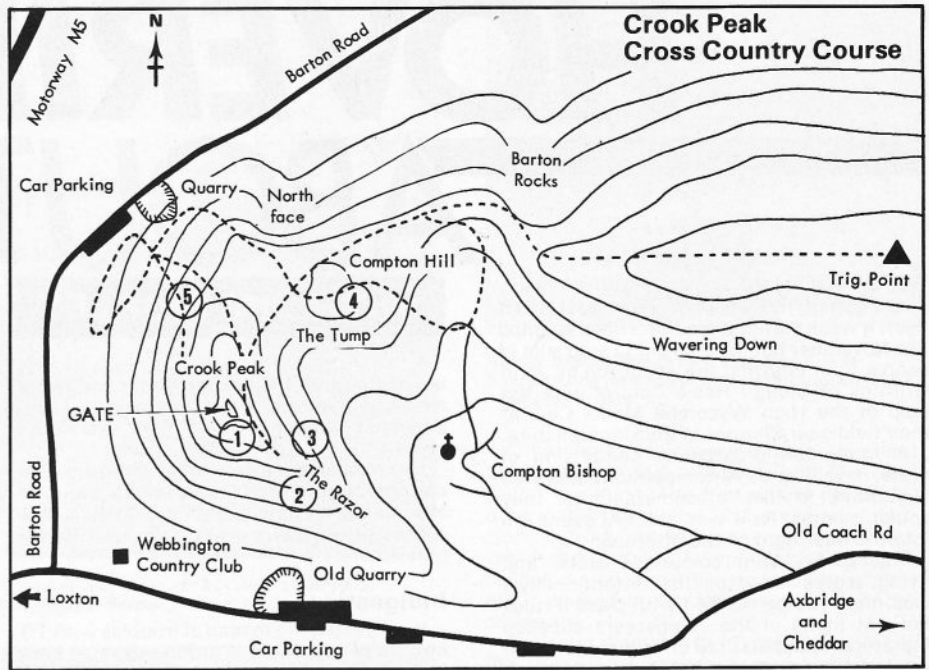 Crook Peak
Cross Country Course
N
Motorway M5
Barton Road
Car Parking
Quarry
North
face
Barton
Rocks
Compton Hill
Trig. Point
5
4
The Tump
Wavering Down
Crook Peak
GATE
1
3
2
The Razor
Compton Bishop
Barton Road
Webbington
Country Club
Old Quarry
Old Coach Rd
Loxton
Axbridge
and
Cheddar
Car Parking